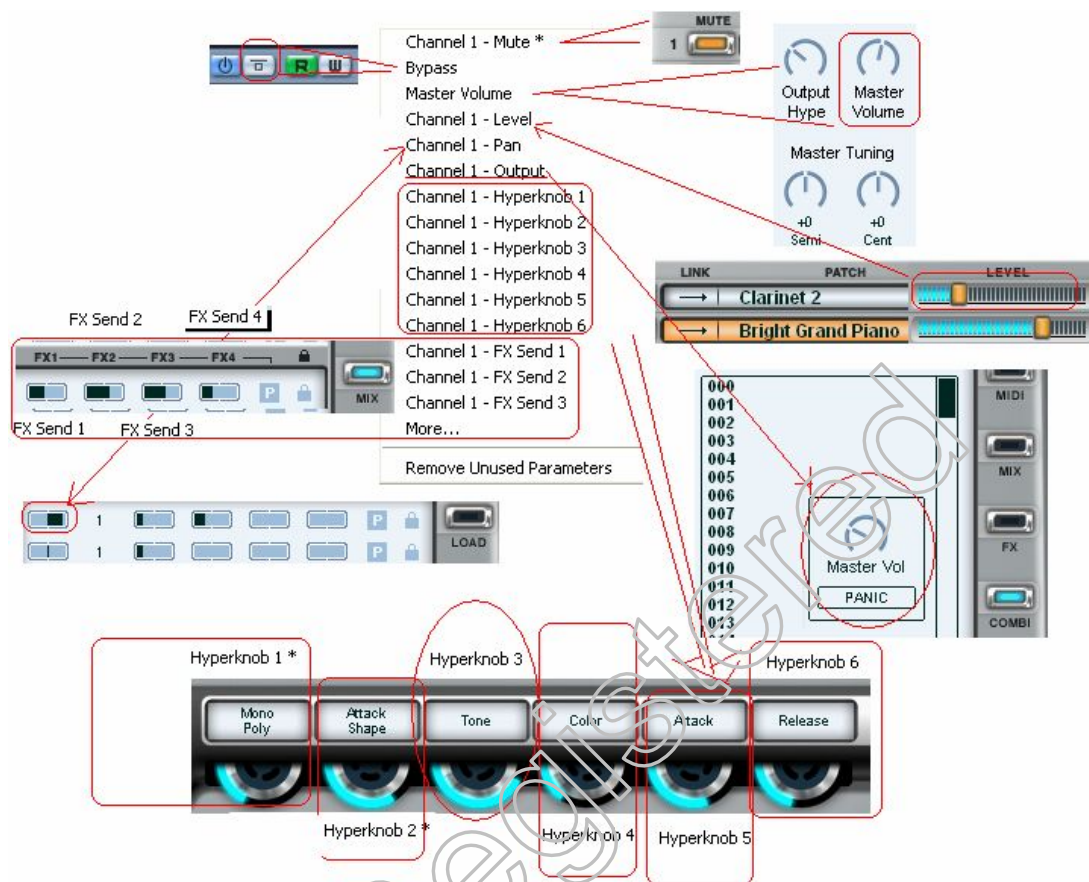 MUTE
1
Channel 1 - Mute *
Bypass
Master Volume
Channel 1 - Level
Channel 1 - Pan
Channel 1 - Output
Channel 1 - Hyperknob 1
Channel 1 - Hyperknob 2
Channel 1 - Hyperknob 3
Channel 1 - Hyperknob 4
Channel 1 - Hyperknob 5
Channel 1 - Hyperknob 6
Channel 1 - FX Send 1
Channel 1 - FX Send 2
Channel 1 - FX Send 3
More...
Remove Unused Parameters
R W
Output Hype
Master Volume
Master Tuning
+0 +0
Semi Cent
LINK PATCH LEVEL
Clarinet 2
Bright Grand Piano
FX Send 2 FX Send 4
FX1 FX2 FX3 FX4
P
MIX
FX Send 1 FX Send 3
1 P
1 P
LOAD
000
001
002
003
004
005
006
007
008
009
010
011
012
013
Master Vol
PANIC
MIDI
MIX
FX
COMBI
Hyperknob 1 * Hyperknob 3 Hyperknob 6
Mono Poly
Attack Shape
Tone
Color
Attack
Release
Hyperknob 2 * Hyperknob 4 Hyperknob 5
egistered